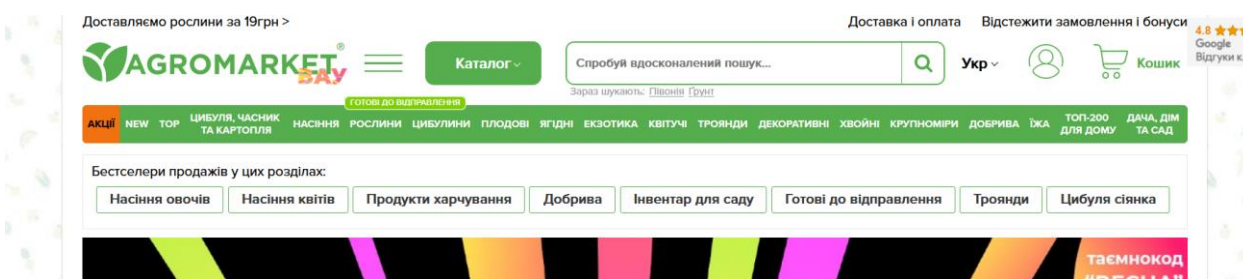 Доставляємо рослини за 19грн >
Доставка і оплата
Відстежити замовлення і бонуси
4.8
Google
AGROMARKET®
ВАУ
Каталог
Спробуй вдосконалений пошук...
Укр
Кошик
Зараз шукають: Півонія Ґрунт
ГОТОВІ ДО ВІДПРАВЛЕННЯ
АКЦІЇ NEW TOP ЦИБУЛЯ, ЧАСНИК ТА КАРТОПЛЯ НАСІННЯ РОСЛИНИ ЦИБУЛИНИ ПЛОДОВІ ЯГІДНІ ЕКЗОТИКА КВІТУЧІ ТРОЯНДИ ДЕКОРАТИВНІ ХВОЙНІ КРУПНОМІРИ ДОБРИВА ЇЖА ТОП-200 ДЛЯ ДОМУ ДАЧА, ДІМ ТА САД
Бестселери продажів у цих розділах:
Насіння овочів Насіння квітів Продукти харчування Добрива Інвентар для саду Готові до відправлення Троянди Цибуля сіянка
таємнокод
"ВЕСНА"